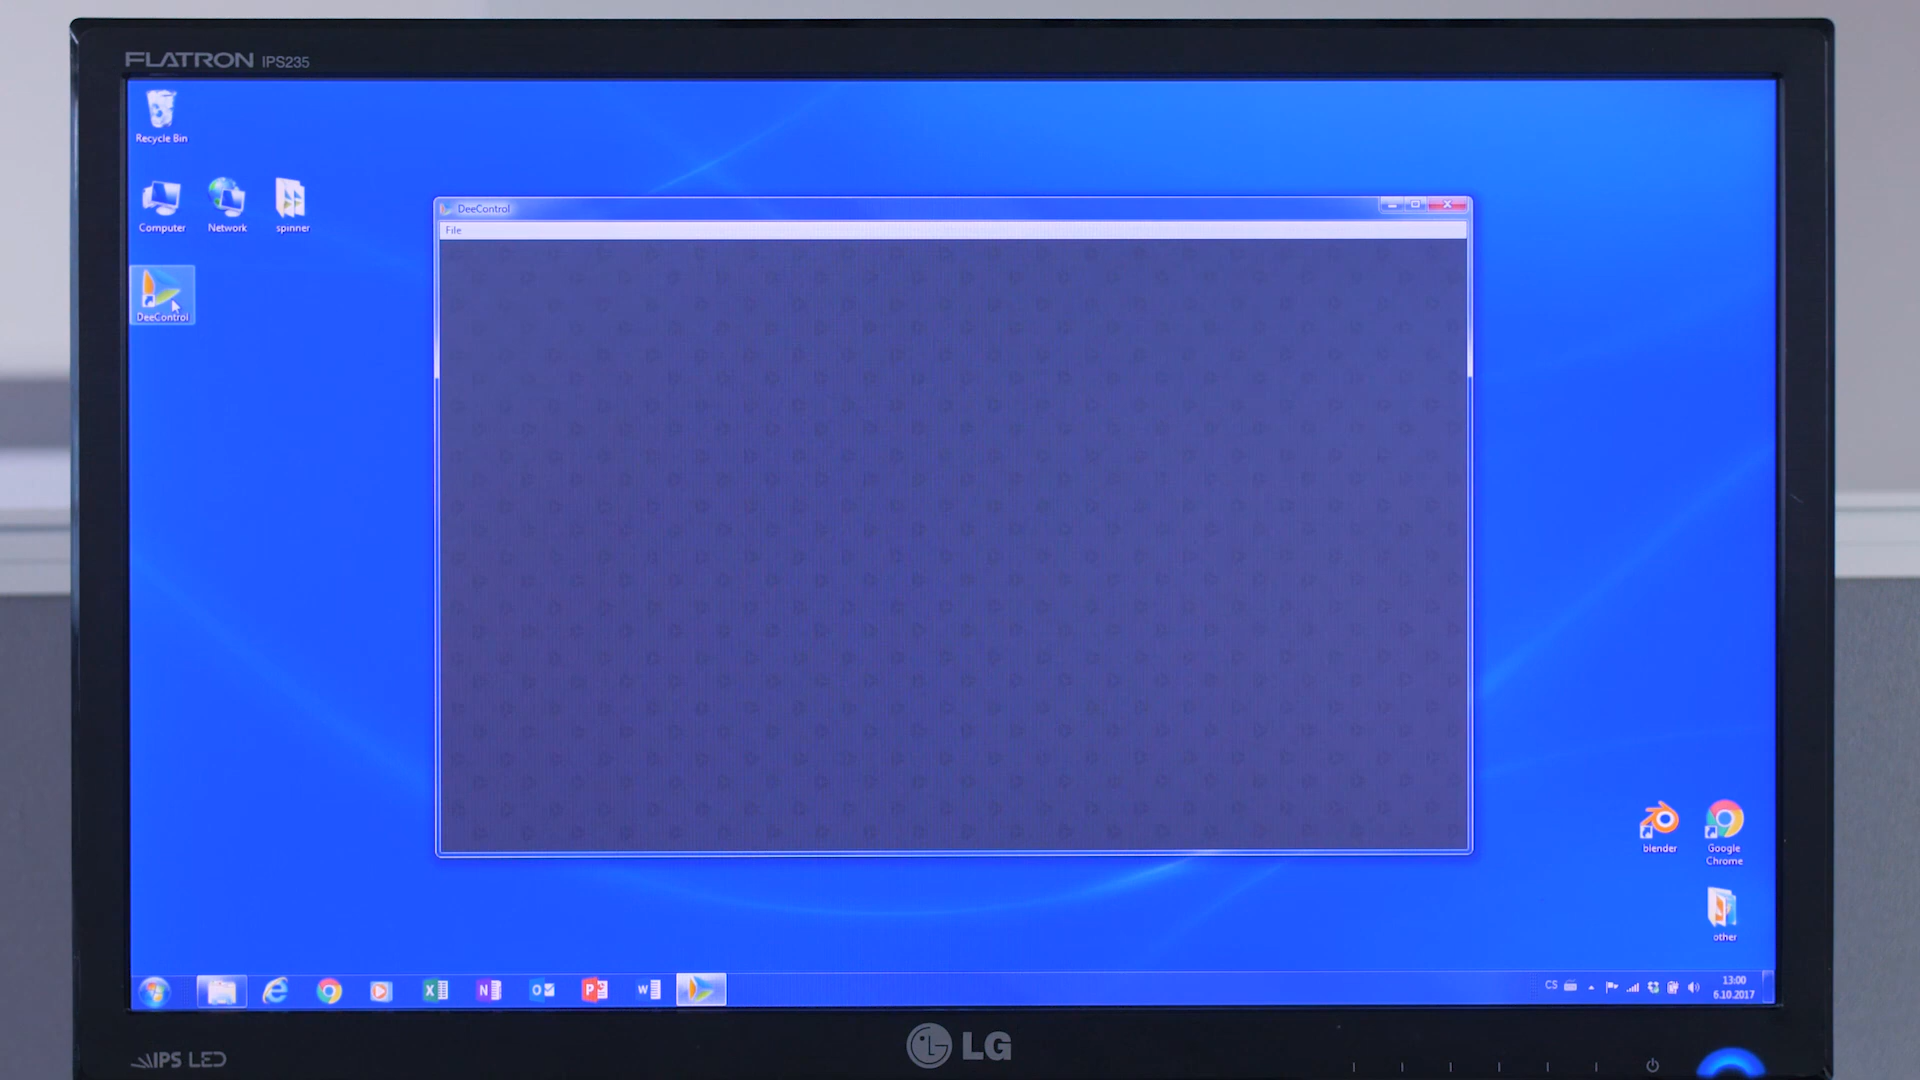 FLATRON IPS235
Recycle Bin
Computer
Network
spinner
DeeControl
DeeControl
File
blender
Google
Chrome
other
CS
13:00
6.10.2017
IPS LED
LG